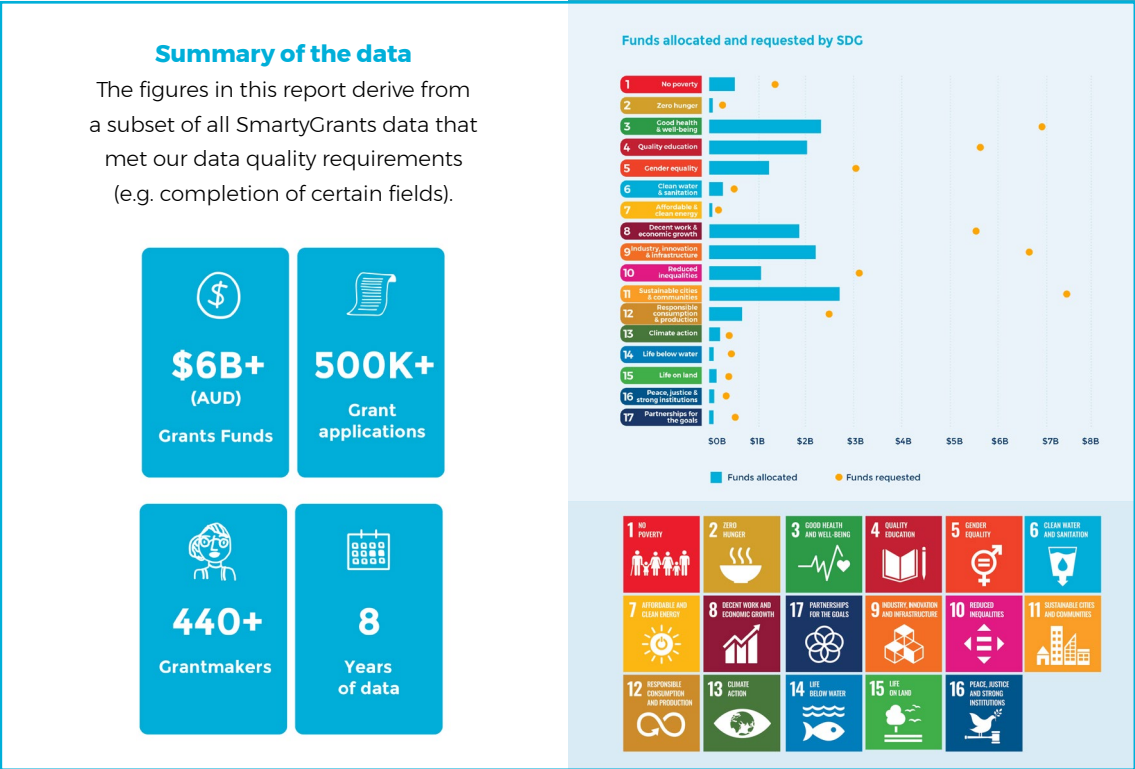 Summary of the data
The figures in this report derive from
a subset of all SmartyGrants data that
met our data quality requirements
(e.g. completion of certain fields).
$6B+
(AUD)
Grants Funds
500K+
Grant
applications
440+
Grantmakers
8
Years
of data
Funds allocated and requested by SDG
1 No poverty
2 Zero hunger
3 Good health
& well-being
4 Quality education
5 Gender equality
6 Clean water
& sanitation
7 Affordable &
clean energy
8 Decent work &
economic growth
9 Industry, innovation
& infrastructure
10 Reduced
inequalities
11 Sustainable cities
& communities
12 Responsible
consumption
& production
13 Climate action
14 Life below water
15 Life on land
16 Peace, justice &
strong institutions
17 Partnerships for
the goals
$0B $1B $2B $3B $4B $5B $6B $7B $8B
Funds allocated
Funds requested
1 NO
POVERTY
2 ZERO
HUNGER
3 GOOD HEALTH
AND WELL-BEING
4 QUALITY
EDUCATION
5 GENDER
EQUALITY
6 CLEAN WATER
AND SANITATION
7 AFFORDABLE AND
CLEAN ENERGY
8 DECENT WORK AND
ECONOMIC GROWTH
17 PARTNERSHIPS
FOR THE GOALS
9 INDUSTRY, INNOVATION
AND INFRASTRUCTURE
10 REDUCED
INEQUALITIES
11 SUSTAINABLE CITIES
AND COMMUNITIES
12 RESPONSIBLE
CONSUMPTION
AND PRODUCTION
13 CLIMATE
ACTION
14 LIFE
BELOW WATER
15 LIFE
ON LAND
16 PEACE, JUSTICE
AND STRONG
INSTITUTIONS